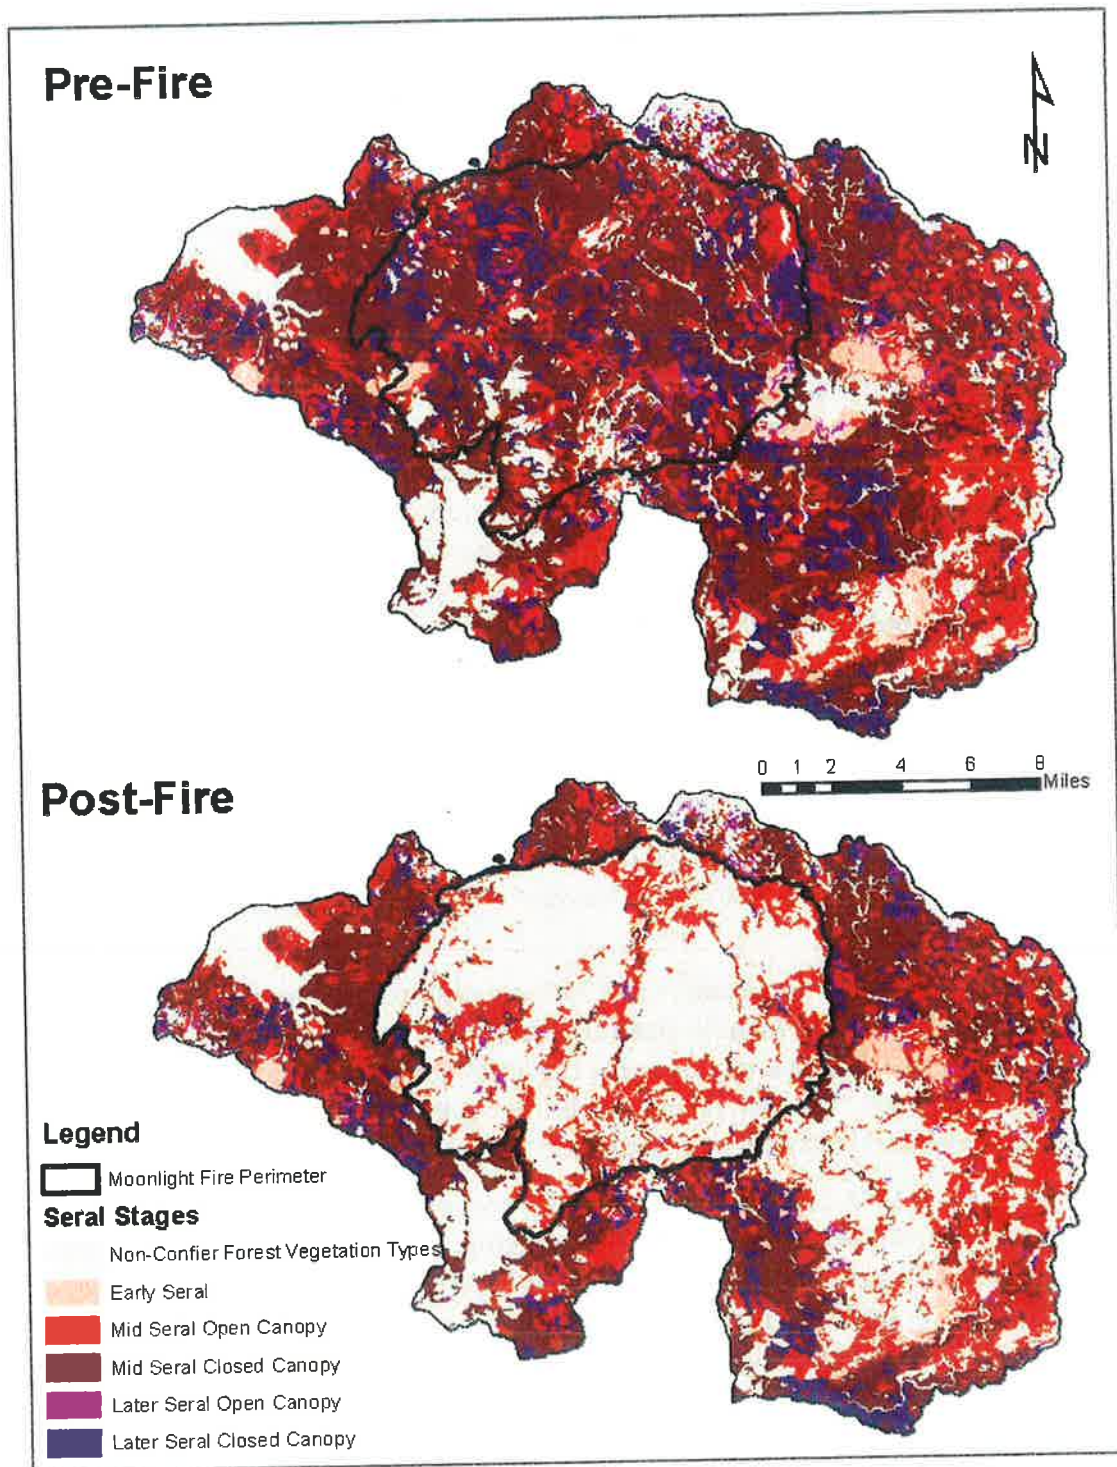 Pre-Fire
N
0 1 2 4 6 8
Miles
Post-Fire
Legend
Moonlight Fire Perimeter
Seral Stages
Non-Confier Forest Vegetation Types
Early Seral
Mid Seral Open Canopy
Mid Seral Closed Canopy
Later Seral Open Canopy
Later Seral Closed Canopy